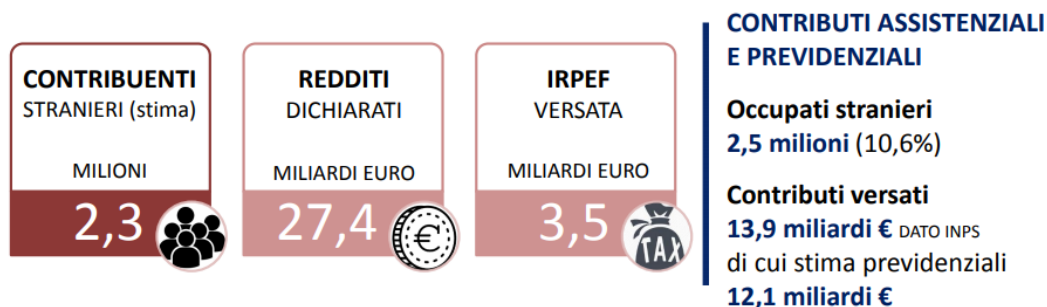 CONTRIBUENTI
STRANIERI (stima)
MILIONI
2,3
REDDITI
DICHIARATI
MILIARDI EURO
27,4
€
IRPEF
VERSATA
MILIARDI EURO
3,5
TAX
CONTRIBUTI ASSISTENZIALI
E PREVIDENZIALI
Occupati stranieri
2,5 milioni (10,6%)
Contributi versati
13,9 miliardi € DATO INPS
di cui stima previdenziali
12,1 miliardi €